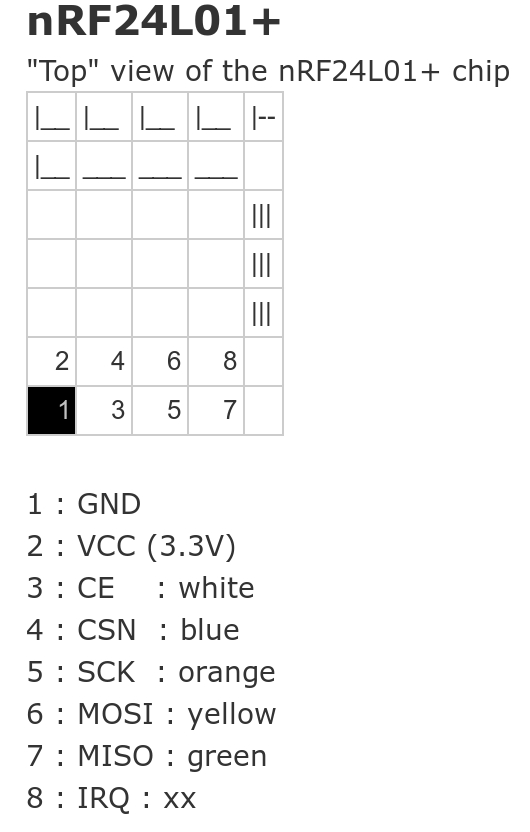 nRF24L01+
"Top" view of the nRF24L01+ chip
|__ |__ |__ |__ |--
|__ ___ ___ ___
|||
|||
|||
2 4 6 8
1 3 5 7
1 : GND
2 : VCC (3.3V)
3 : CE : white
4 : CSN : blue
5 : SCK : orange
6 : MOSI : yellow
7 : MISO : green
8 : IRQ : xx